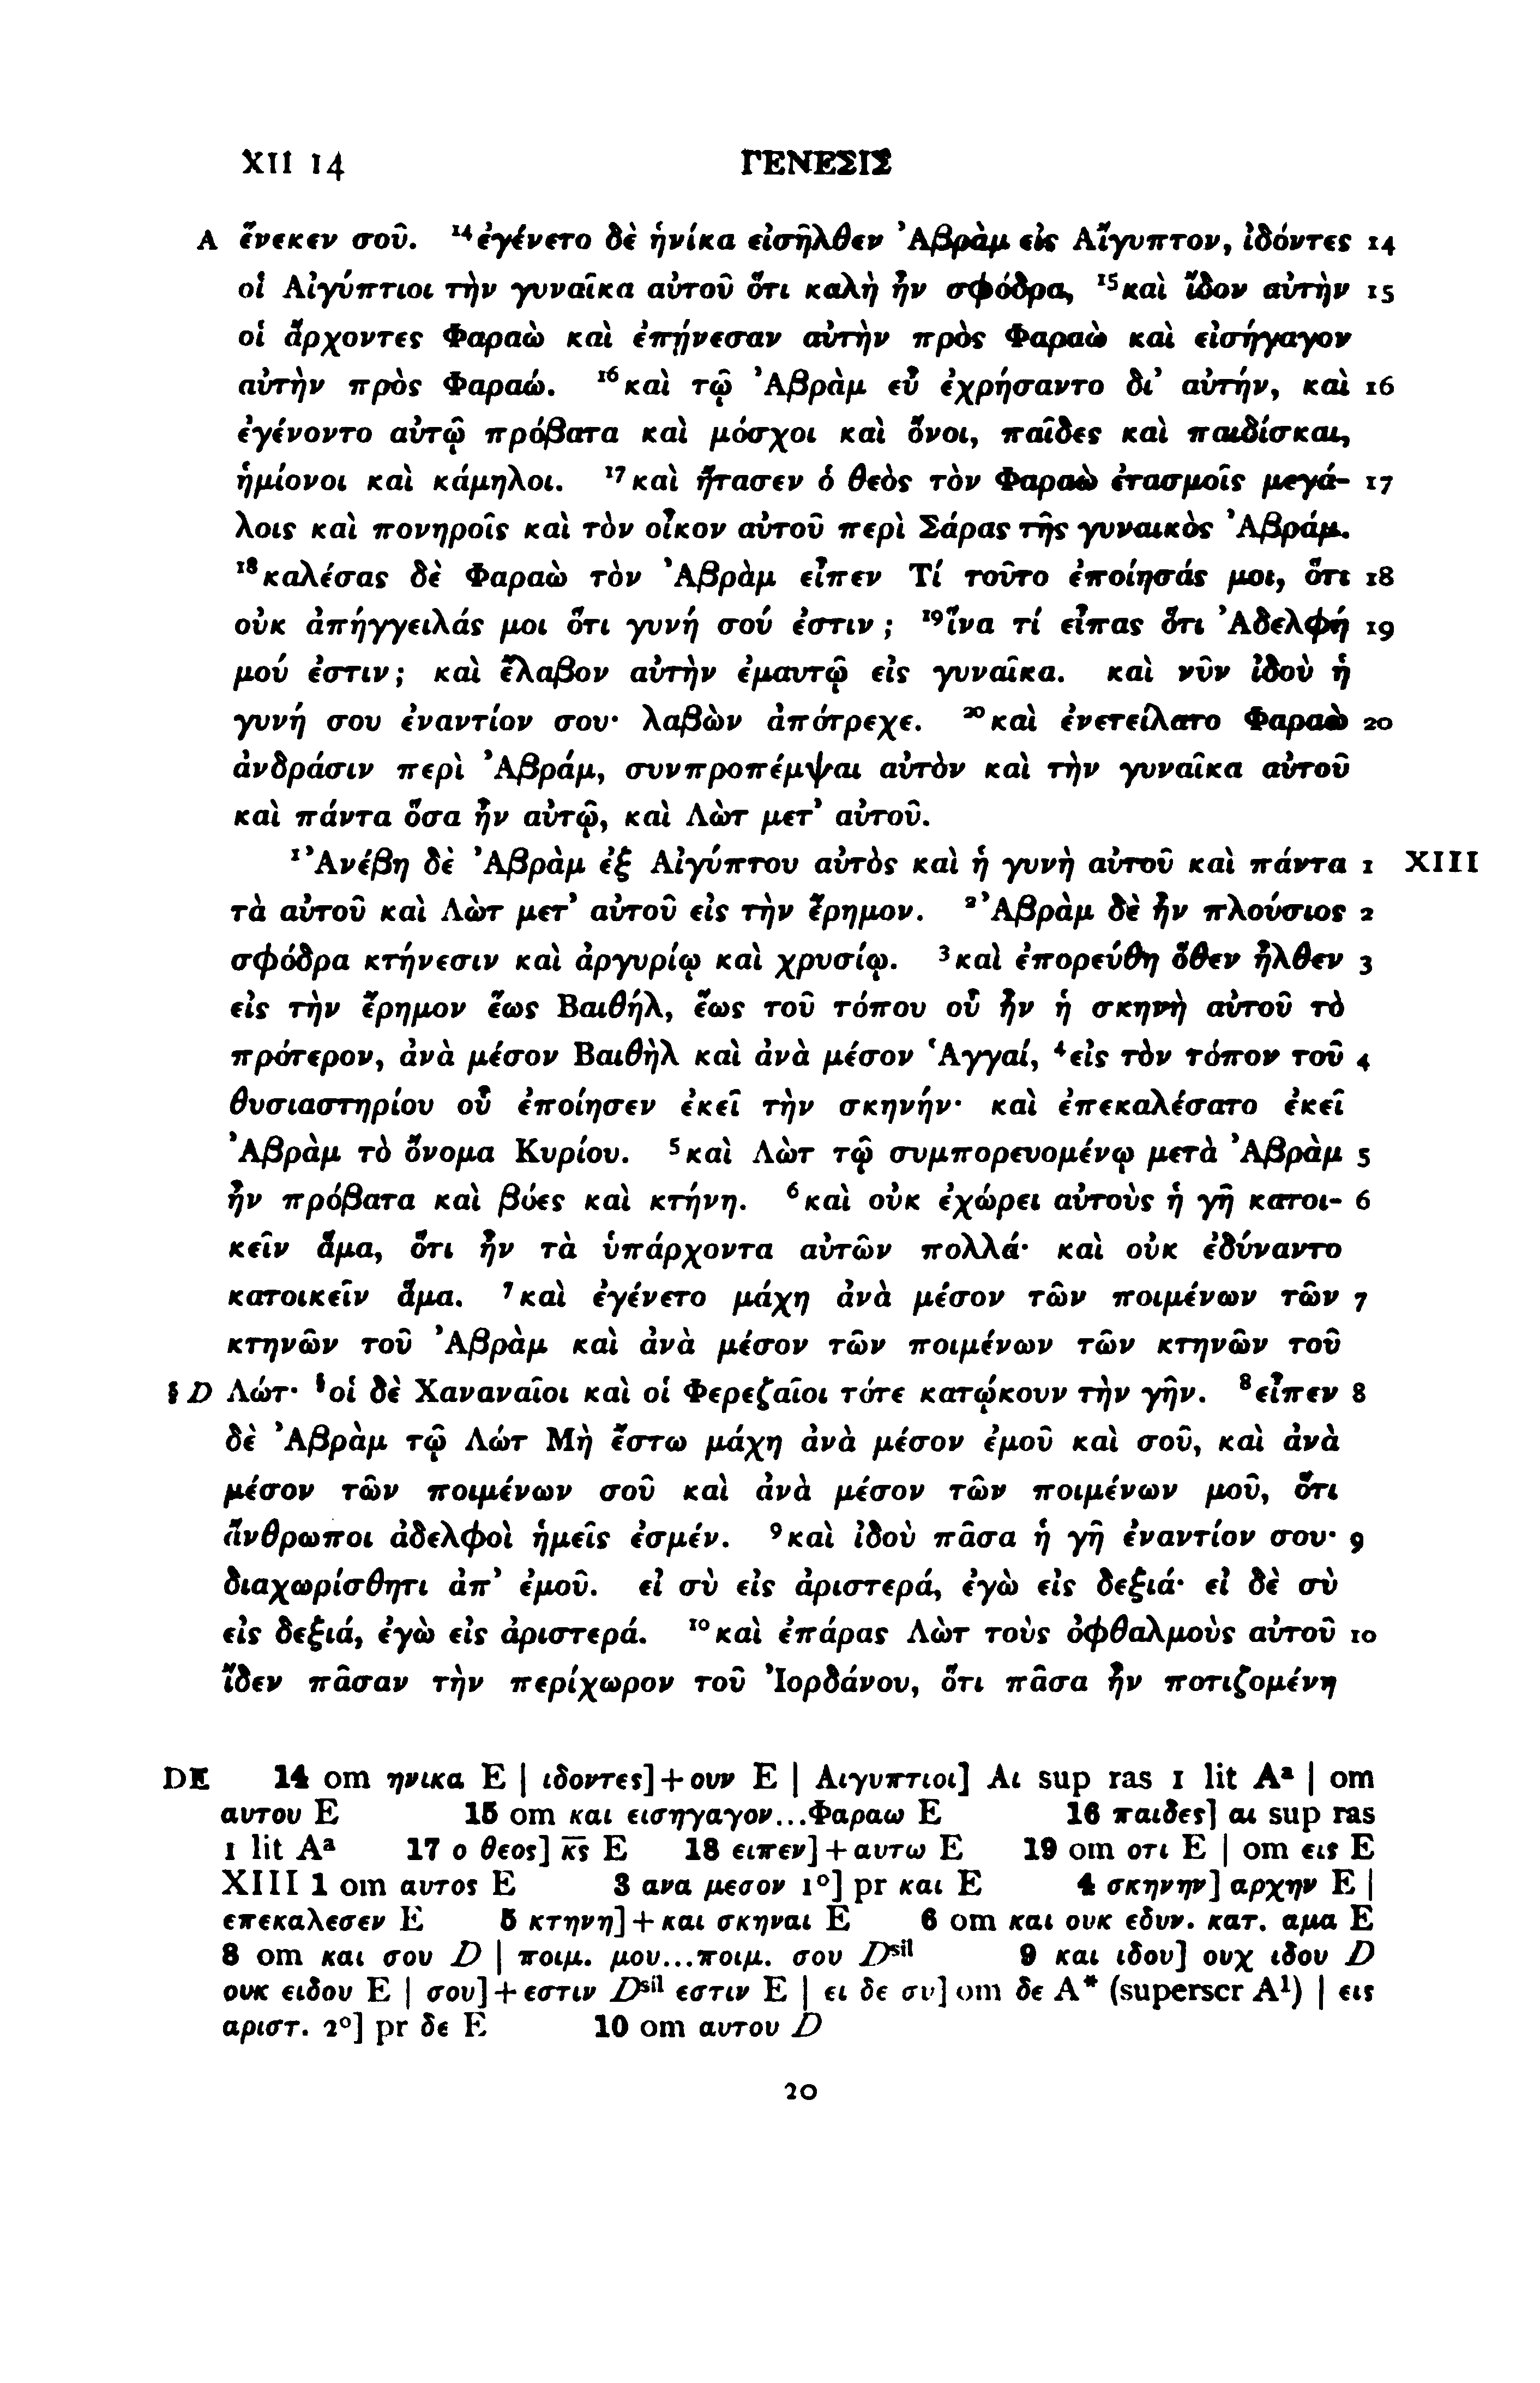 XII 14 ΓΕΝΕΣΙΣ
A ἕνεκεν σοῦ. ¹⁴ἐγένετο δὲ ἡνίκα εἰσῆλθεν Ἀβρὰμ εἰς Αἴγυπτον, ἰδόντες 14
οἱ Αἰγύπτιοι τὴν γυναῖκα αὐτοῦ ὅτι καλὴ ἦν σφόδρα, ¹⁵καὶ ἴδον αὐτὴν 15
οἱ ἄρχοντες Φαραὼ καὶ ἐπῄνεσαν αὐτὴν πρὸς Φαραὼ καὶ εἰσήγαγον
αὐτὴν πρὸς Φαραώ. ¹⁶καὶ τῷ Ἀβρὰμ εὖ ἐχρήσαντο δι’ αὐτήν, καὶ 16
ἐγένοντο αὐτῷ πρόβατα καὶ μόσχοι καὶ ὄνοι, παῖδες καὶ παιδίσκαι,
ἡμίονοι καὶ κάμηλοι. ¹⁷καὶ ἤτασεν ὁ θεὸς τὸν Φαραὼ ἐτασμοῖς μεγά- 17
λοις καὶ πονηροῖς καὶ τὸν οἶκον αὐτοῦ περὶ Σάρας τῆς γυναικὸς Ἀβράμ.
¹⁸καλέσας δὲ Φαραὼ τὸν Ἀβρὰμ εἶπεν Τί τοῦτο ἐποίησάς μοι, ὅτι 18
οὐκ ἀπήγγειλάς μοι ὅτι γυνή σού ἐστιν ; ¹⁹ἵνα τί εἶπας ὅτι Ἀδελφή 19
μού ἐστιν ; καὶ ἔλαβον αὐτὴν ἐμαυτῷ εἰς γυναῖκα. καὶ νῦν ἰδοὺ ἡ
γυνή σου ἐναντίον σου· λαβὼν ἀπότρεχε. ²⁰καὶ ἐνετείλατο Φαραὼ 20
ἀνδράσιν περὶ Ἀβράμ, συνπροπέμψαι αὐτὸν καὶ τὴν γυναῖκα αὐτοῦ
καὶ πάντα ὅσα ἦν αὐτῷ, καὶ Λὼτ μετ’ αὐτοῦ.
¹Ἀνέβη δὲ Ἀβρὰμ ἐξ Αἰγύπτου αὐτὸς καὶ ἡ γυνὴ αὐτοῦ καὶ πάντα 1 XIII
τὰ αὐτοῦ καὶ Λὼτ μετ’ αὐτοῦ εἰς τὴν ἔρημον. ²Ἀβρὰμ δὲ ἦν πλούσιος 2
σφόδρα κτήνεσιν καὶ ἀργυρίῳ καὶ χρυσίῳ. ³καὶ ἐπορεύθη ὅθεν ἦλθεν 3
εἰς τὴν ἔρημον ἕως Βαιθήλ, ἕως τοῦ τόπου οὗ ἦν ἡ σκηνὴ αὐτοῦ τὸ
πρότερον, ἀνὰ μέσον Βαιθὴλ καὶ ἀνὰ μέσον Ἁγγαί, ⁴εἰς τὸν τόπον τοῦ 4
θυσιαστηρίου οὗ ἐποίησεν ἐκεῖ τὴν σκηνήν· καὶ ἐπεκαλέσατο ἐκεῖ
Ἀβρὰμ τὸ ὄνομα Κυρίου. ⁵καὶ Λὼτ τῷ συμπορευομένῳ μετὰ Ἀβρὰμ 5
ἦν πρόβατα καὶ βόες καὶ κτήνη. ⁶καὶ οὐκ ἐχώρει αὐτοὺς ἡ γῆ κατοι- 6
κεῖν ἅμα, ὅτι ἦν τὰ ὑπάρχοντα αὐτῶν πολλά· καὶ οὐκ ἐδύναντο
κατοικεῖν ἅμα. ⁷καὶ ἐγένετο μάχη ἀνὰ μέσον τῶν ποιμένων τῶν 7
κτηνῶν τοῦ Ἀβρὰμ καὶ ἀνὰ μέσον τῶν ποιμένων τῶν κτηνῶν τοῦ
§ D Λώτ· §οἱ δὲ Χαναναῖοι καὶ οἱ Φερεζαῖοι τότε κατῴκουν τὴν γῆν. ⁸εἶπεν 8
δὲ Ἀβρὰμ τῷ Λώτ Μὴ ἔστω μάχη ἀνὰ μέσον ἐμοῦ καὶ σοῦ, καὶ ἀνὰ
μέσον τῶν ποιμένων σοῦ καὶ ἀνὰ μέσον τῶν ποιμένων μοῦ, ὅτι
ἄνθρωποι ἀδελφοὶ ἡμεῖς ἐσμέν. ⁹καὶ ἰδοὺ πᾶσα ἡ γῆ ἐναντίον σου· 9
διαχωρίσθητι ἀπ’ ἐμοῦ. εἰ σὺ εἰς ἀριστερά, ἐγὼ εἰς δεξιά· εἰ δὲ σὺ
εἰς δεξιά, ἐγὼ εἰς ἀριστερά. ¹⁰καὶ ἐπάρας Λὼτ τοὺς ὀφθαλμοὺς αὐτοῦ 10
ἴδεν πᾶσαν τὴν περίχωρον τοῦ Ἰορδάνου, ὅτι πᾶσα ἦν ποτιζομένη
DE 14 om ηνικα E | ιδοντες]+ουν E | Αιγυπτιοι] Αι sup ras 1 lit Aᵃ | om
αυτου E 15 om και εισηγαγον...Φαραω E 16 παιδες] αι sup ras
1 lit Aᵃ 17 ο θεος] κ̅ς̅ E 18 ειπεν]+αυτω E 19 om οτι E | om εις E
XIII 1 om αυτος E 3 ανα μεσον 1°] pr και E 4 σκηνην] αρχην E |
επεκαλεσεν E 5 κτηνη]+και σκηναι E 6 om και ουκ εδυν. κατ. αμα E
8 om και σου D | ποιμ. μου...ποιμ. σου Dˢⁱˡ 9 και ιδου] ουχ ιδου D
ουκ ειδου E | σου]+εστιν Dˢⁱˡ εστιν E | ει δε συ] om δε A* (superscr A¹) | εις
αριστ. 2°] pr δε E 10 om αυτου D
20